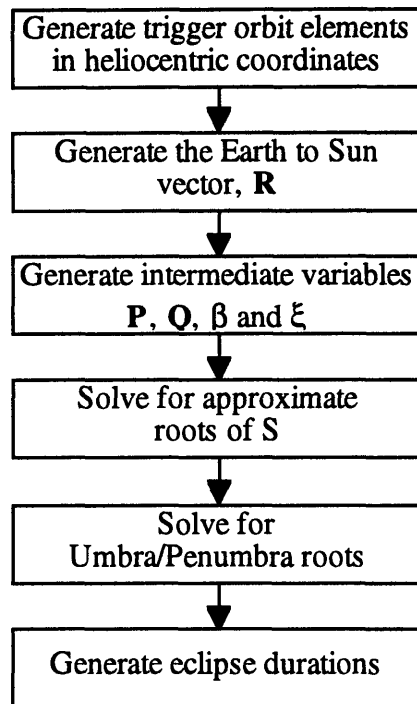 Generate trigger orbit elements
in heliocentric coordinates
Generate the Earth to Sun
vector, R
Generate intermediate variables
P, Q, β and ξ
Solve for approximate
roots of S
Solve for
Umbra/Penumbra roots
Generate eclipse durations